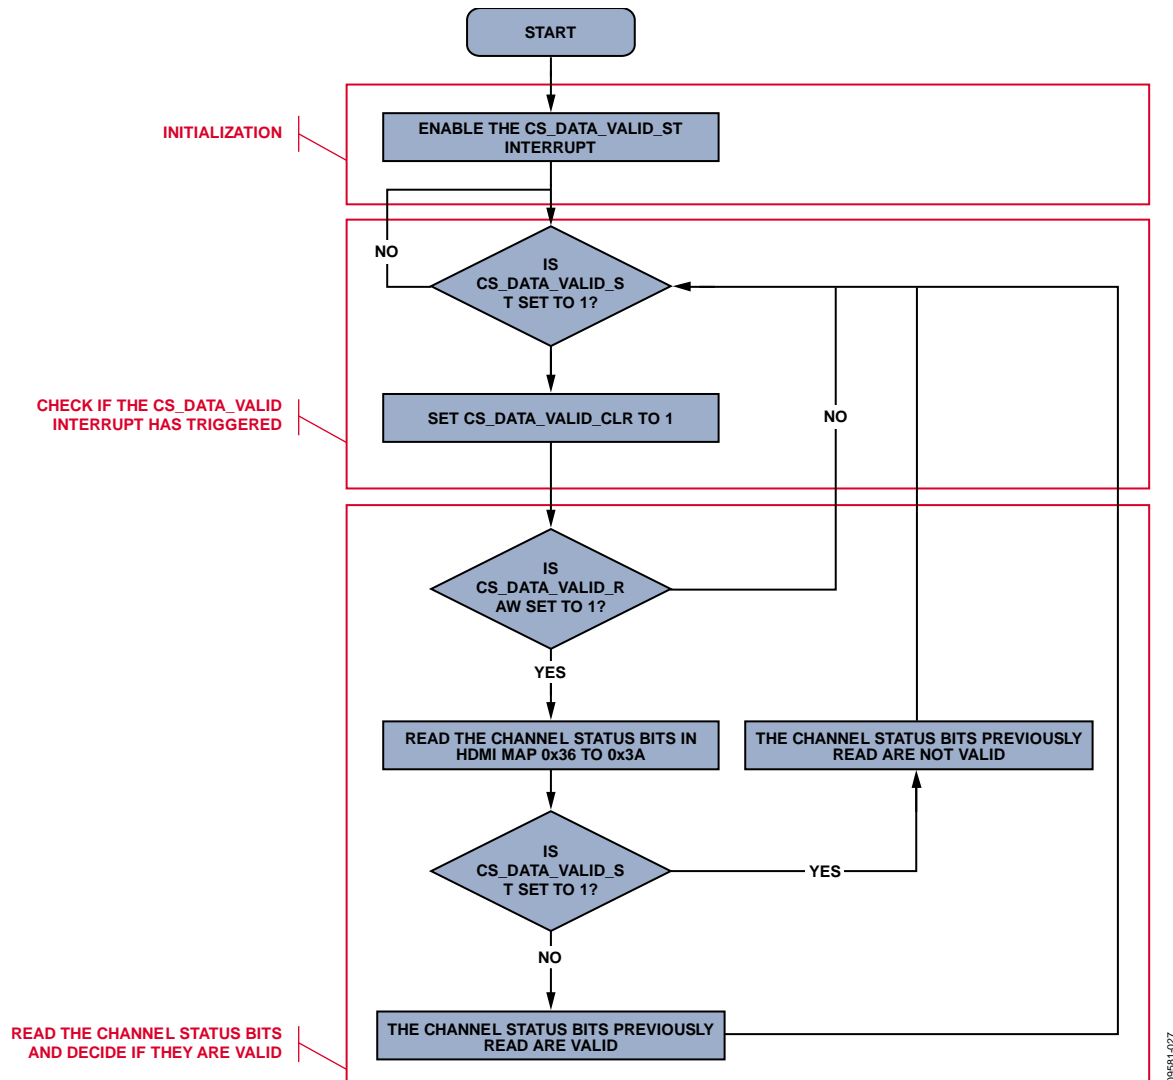 START
INITIALIZATION
ENABLE THE CS_DATA_VALID_ST
INTERRUPT
NO
IS
CS_DATA_VALID_S
T SET TO 1?
CHECK IF THE CS_DATA_VALID
INTERRUPT HAS TRIGGERED
SET CS_DATA_VALID_CLR TO 1
NO
IS
CS_DATA_VALID_R
AW SET TO 1?
YES
READ THE CHANNEL STATUS BITS IN
HDMI MAP 0x36 TO 0x3A
THE CHANNEL STATUS BITS PREVIOUSLY
READ ARE NOT VALID
IS
CS_DATA_VALID_S
T SET TO 1?
YES
NO
READ THE CHANNEL STATUS BITS
AND DECIDE IF THEY ARE VALID
THE CHANNEL STATUS BITS PREVIOUSLY
READ ARE VALID
09581-027